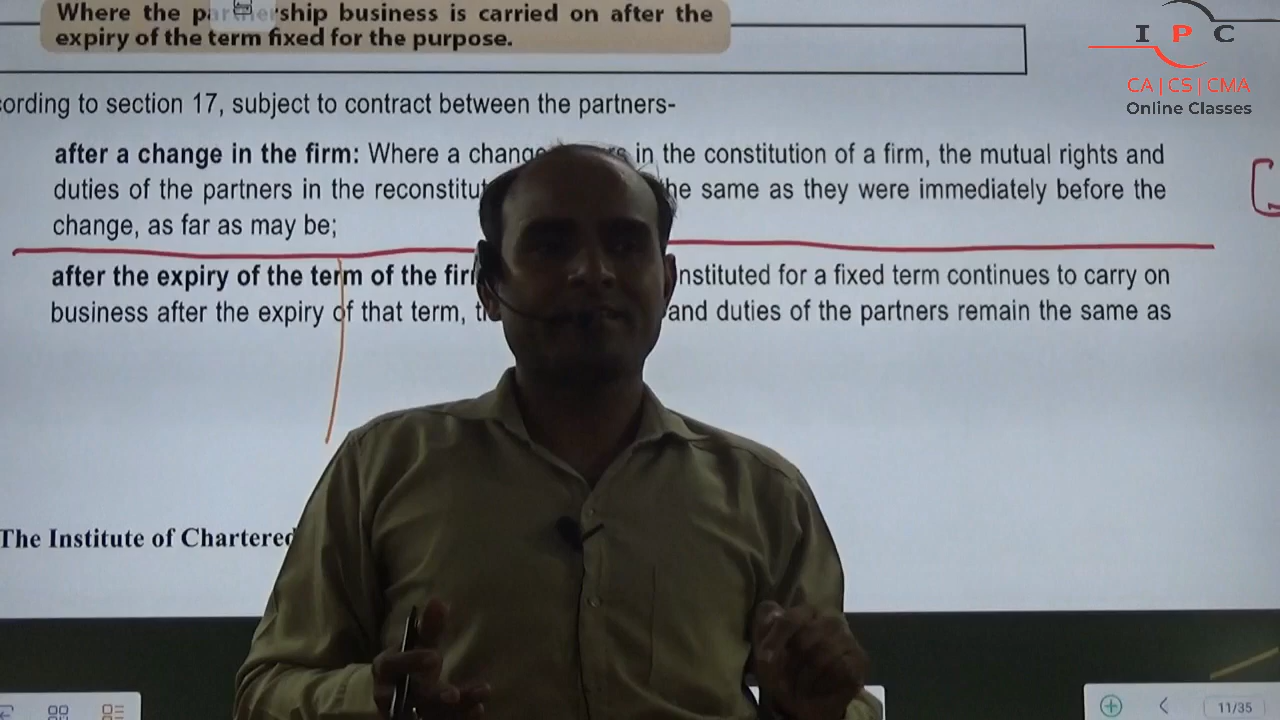 Where the partnership business is carried on after the
expiry of the term fixed for the purpose.
I P C
CA | CS | CMA
Online Classes
cording to section 17, subject to contract between the partners-
after a change in the firm: Where a change in the constitution of a firm, the mutual rights and
duties of the partners in the reconstitut he same as they were immediately before the
change, as far as may be;
after the expiry of the term of the fir nstituted for a fixed term continues to carry on
business after the expiry of that term, and duties of the partners remain the same as
The Institute of Chartered
11/35